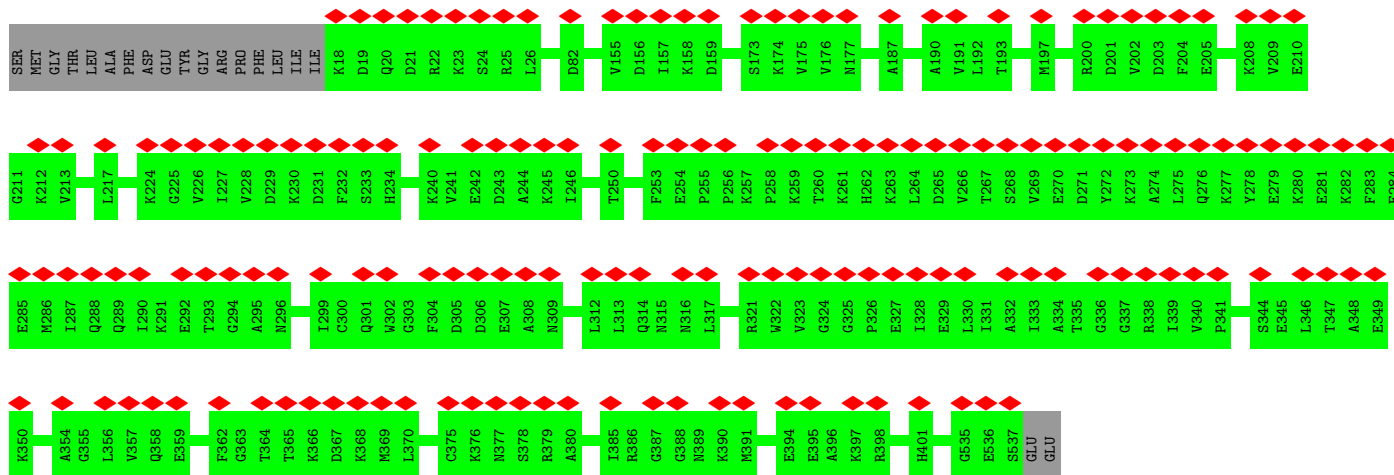 SER MET GLY THR LEU ALA PHE ASP GLU TYR GLY ARG PRO PHE LEU ILE ILE K18 D19 Q20 D21 R22 K23 S24 R25 L26 D82 V155 D156 I157 K158 D159 S173 K174 V175 V176 N177 A187 A190 V191 L192 T193 M197 R200 D201 V202 D203 F204 E205 K208 V209 E210
G211 K212 V213 L217 K224 G225 V226 I227 V228 D229 K230 D231 F232 S233 H234 K240 V241 E242 D243 A244 K245 I246 T250 F253 E254 P255 P256 K257 P258 K259 T260 K261 H262 K263 L264 D265 V266 T267 S268 V269 E270 D271 Y272 K273 A274 L275 Q276 K277 Y278 E279 K280 E281 K282 F283
E285 M286 I287 Q288 Q289 I290 K291 E292 T293 G294 A295 N296 I299 C300 Q301 W302 G303 F304 D305 D306 E307 A308 N309 L312 L313 Q314 N315 N316 L317 R321 W322 V323 G324 G325 P326 E327 I328 E329 L330 I331 A332 I333 A334 T335 G336 G337 R338 I339 V340 P341 S344 E345 L346 T347 A348 E349
K350 A354 G355 L356 V357 Q358 E359 F362 G363 T364 T365 K366 D367 K368 M369 L370 C375 K376 N377 S378 R379 A380 I385 R386 G387 G388 N389 K390 M391 E394 E395 A396 K397 R398 H401 G535 E536 S537 GLU GLU